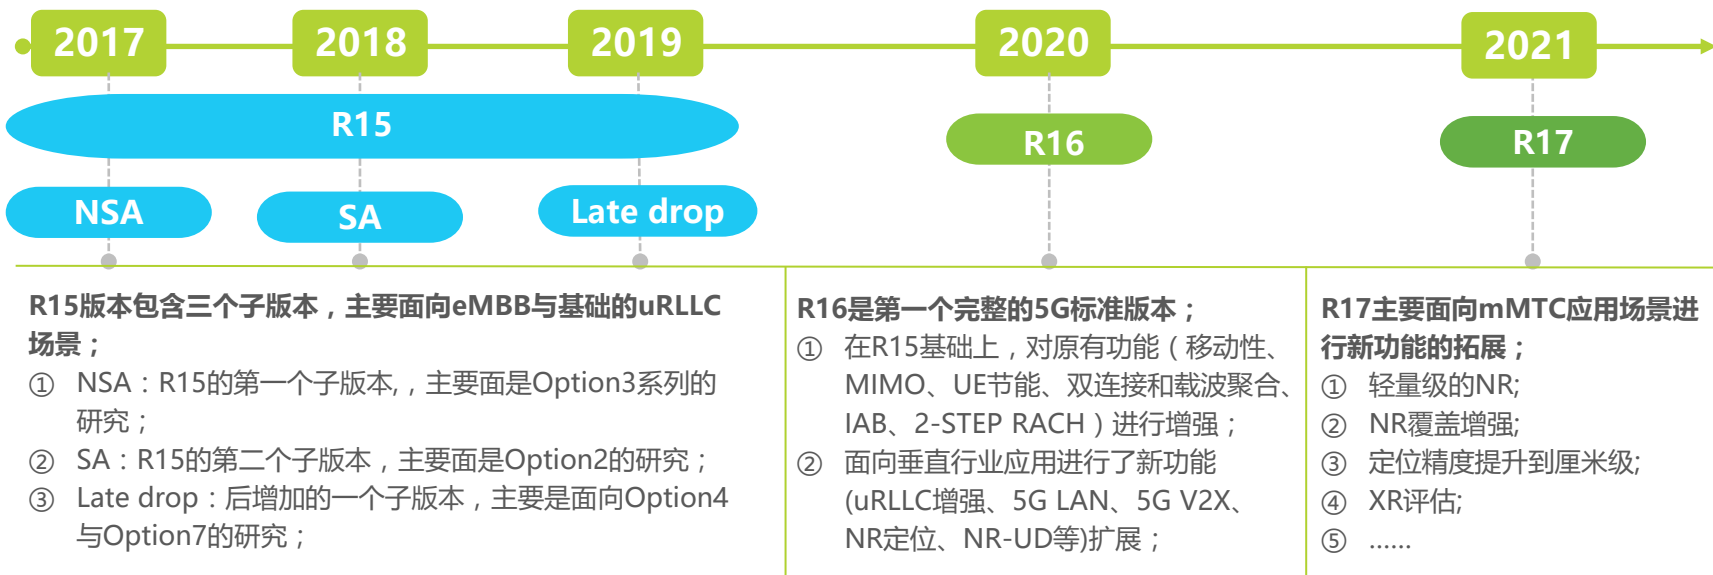 2017
2018
2019
2020
2021
R15
R16
R17
NSA
SA
Late drop
R15版本包含三个子版本，主要面向eMBB与基础的uRLLC
场景；
① NSA：R15的第一个子版本,，主要面是Option3系列的
研究；
② SA：R15的第二个子版本，主要面是Option2的研究；
③ Late drop：后增加的一个子版本，主要是面向Option4
与Option7的研究；
R16是第一个完整的5G标准版本；
① 在R15基础上，对原有功能（移动性、
MIMO、UE节能、双连接和载波聚合、
IAB、2-STEP RACH）进行增强；
② 面向垂直行业应用进行了新功能
(uRLLC增强、5G LAN、5G V2X、
NR定位、NR-UD等)扩展；
R17主要面向mMTC应用场景进
行新功能的拓展；
① 轻量级的NR;
② NR覆盖增强;
③ 定位精度提升到厘米级;
④ XR评估;
⑤ ......